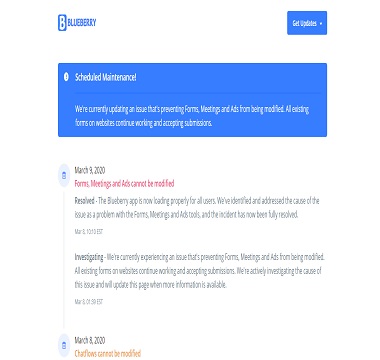 BLUEBERRY
Get Updates
Scheduled Maintenance!
We're currently updating an issue that's preventing Forms, Meetings and Ads from being modified. All existing
forms on websites continue working and accepting submissions.
March 9, 2020
Forms, Meetings and Ads cannot be modified
Resolved - The Blueberry app is now loading properly for all users. We've identified and addressed the cause of the
issue as a problem with the Forms, Meetings and Ads tools, and the incident has now been fully resolved.
Mar 9, 10:10 EST
Investigating - We're currently experiencing an issue that's preventing Forms, Meetings and Ads from being modified.
All existing forms on websites continue working and accepting submissions. We're actively investigating the cause of
this issue and will update this page when more information is available.
Mar 9, 01:39 EST
March 8, 2020
Chatflows cannot be modified